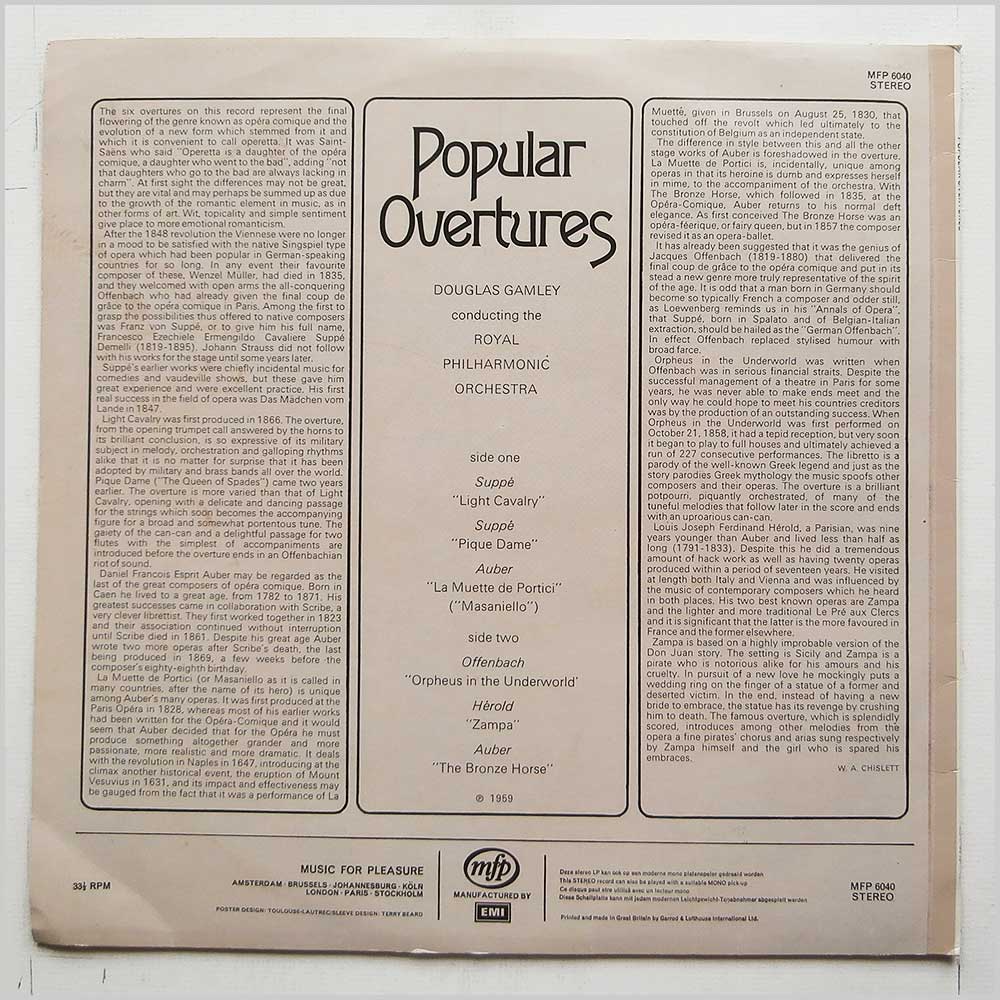 MFP 6040
STEREO
The six overtures on this record represent the final
flowering of the genre known as opéra comique and the
evolution of a new form which stemmed from it and
which it is convenient to call operetta. It was Saint-
Saëns who said "Operetta is a daughter of the opéra
comique, a daughter who went to the bad", adding "not
that daughters who go to the bad are always lacking in
charm". At first sight the differences may not be great,
but they are vital and may perhaps be summed up as due
to the growth of the romantic element in music, as in
other forms of art. Wit, topicality and simple sentiment
give place to more emotional romanticism.
After the 1848 revolution the Viennese were no longer
in a mood to be satisfied with the native Singspiel type
of opera which had been popular in German-speaking
countries for so long. In any event their favourite
composer of these, Wenzel Müller, had died in 1835,
and they welcomed with open arms the all-conquering
Offenbach who had already given the final coup de
grâce to the opéra comique in Paris. Among the first to
grasp the possibilities thus offered to native composers
was Franz von Suppé, or to give him his full name,
Francesco Ezechiele Ermengildo Cavaliere Suppé
Demelli (1819-1895). Johann Strauss did not follow
with his works for the stage until some years later.
Suppé's earlier works were chiefly incidental music for
comedies and vaudeville shows, but these gave him
great experience and were excellent practice. His first
real success in the field of opera was Das Mädchen vom
Lande in 1847.
Light Cavalry was first produced in 1866. The overture,
from the opening trumpet call answered by the horns to
its brilliant conclusion, is so expressive of its military
subject in melody, orchestration and galloping rhythms
alike that it is no matter for surprise that it has been
adopted by military and brass bands all over the world.
Pique Dame ("The Queen of Spades") came two years
earlier. The overture is more varied than that of Light
Cavalry, opening with a delicate and dancing passage
for the strings which soon becomes the accompanying
figure for a broad and somewhat portentous tune. The
gaiety of the can-can and a delightful passage for two
flutes with the simplest of accompaniments are
introduced before the overture ends in an Offenbachian
riot of sound.
Daniel Francois Esprit Auber may be regarded as the
last of the great composers of opéra comique. Born in
Caen he lived to a great age, from 1782 to 1871. His
greatest successes came in collaboration with Scribe, a
very clever librettist. They first worked together in 1823
and their association continued without interruption
until Scribe died in 1861. Despite his great age Auber
wrote two more operas after Scribe's death, the last
being produced in 1869, a few weeks before the
composer's eighty-eighth birthday.
La Muette de Portici (or Masaniello as it is called in
many countries, after the name of its hero) is unique
among Auber's many operas. It was first produced at the
Paris Opéra in 1828, whereas most of his earlier works
had been written for the Opéra-Comique and it would
seem that Auber decided that for the Opéra he must
produce something altogether grander and more
passionate, more realistic and more dramatic. It deals
with the revolution in Naples in 1647, introducing at the
climax another historical event, the eruption of Mount
Vesuvius in 1631, and its impact and effectiveness may
be gauged from the fact that it was a performance of La
Popular
Overtures
DOUGLAS GAMLEY
conducting the
ROYAL
PHILHARMONIC
ORCHESTRA
side one
Suppé
"Light Cavalry"
Suppé
"Pique Dame"
Auber
"La Muette de Portici"
("Masaniello")
side two
Offenbach
"Orpheus in the Underworld'
Hérold
"Zampa"
Auber
"The Bronze Horse"
℗ 1959
Muette, given in Brussels on August 25, 1830, that
touched off the revolt which led ultimately to the
constitution of Belgium as an independent state.
The difference in style between this and all the other
stage works of Auber is foreshadowed in the overture.
La Muette de Portici is, incidentally, unique among
operas in that its heroine is dumb and expresses herself
in mime, to the accompaniment of the orchestra. With
The Bronze Horse, which followed in 1835, at the
Opéra-Comique, Auber returns to his normal deft
elegance. As first conceived The Bronze Horse was an
opéra-féerique, or fairy queen, but in 1857 the composer
revised it as an opera-ballet.
It has already been suggested that it was the genius of
Jacques Offenbach (1819-1880) that delivered the
final coup de grâce to the opéra comique and put in its
stead a new genre more truly representative of the spirit
of the age. It is odd that a man born in Germany should
become so typically French a composer and odder still,
as Loewenberg reminds us in his "Annals of Opera",
that Suppé, born in Spalato and of Belgian-Italian
extraction, should be hailed as the "German Offenbach".
In effect Offenbach replaced stylised humour with
broad farce.
Orpheus in the Underworld was written when
Offenbach was in serious financial straits. Despite the
successful management of a theatre in Paris for some
years, he was never able to make ends meet and the
only way he could hope to meet his countries creditors
was by the production of an outstanding success. When
Orpheus in the Underworld was first performed on
October 21, 1858, it had a tepid reception, but very soon
it began to play to full houses and ultimately achieved a
run of 227 consecutive performances. The libretto is a
parody of the well-known Greek legend and just as the
story parodies Greek mythology the music spoofs other
composers and their operas. The overture is a brilliant
potpourri, piquantly orchestrated, of many of the
tuneful melodies that follow later in the score and ends
with an uproarious can-can.
Louis Joseph Ferdinand Hérold, a Parisian, was nine
years younger than Auber and lived less than half as
long (1791-1833). Despite this he did a tremendous
amount of hack work as well as having twenty operas
produced within a period of seventeen years. He visited
at length both Italy and Vienna and was influenced by
the music of contemporary composers which he heard
in both places. His two best known operas are Zampa
and the lighter and more traditional Le Pré aux Clercs
and it is significant that the latter is the more favoured in
France and the former elsewhere.
Zampa is based on a highly improbable version of the
Don Juan story. The setting is Sicily and Zampa is a
pirate who is notorious alike for his amours and his
cruelty. In pursuit of a new love he mockingly puts a
wedding ring on the finger of a statue of a former and
deserted victim. In the end, instead of having a new
bride to embrace, the statue has its revenge by crushing
him to death. The famous overture, which is splendidly
scored, introduces among other melodies from the
opera a fine pirates' chorus and arias sung respectively
by Zampa himself and the girl who is spared his
embraces.
W. A. CHISLETT
33⅓ RPM
MUSIC FOR PLEASURE
AMSTERDAM · BRUSSELS · JOHANNESBURG · KÖLN
LONDON · PARIS · STOCKHOLM
POSTER DESIGN: TOULOUSE-LAUTREC/SLEEVE DESIGN: TERRY BEARD
mfp
MANUFACTURED BY
EMI
Deze stereo LP kan ook op een moderne mono platenspeler gedraaid worden
This STEREO record can also be played with a suitable MONO pick-up
Ce disque peut être utilisé avec un lecteur mono
Diese Schallplatte kann mit jedem modernen Leichtgewicht-Tonabnehmer abgespielt werden
Printed and made in Great Britain by Garrod & Lofthouse International Ltd.
MFP 6040
STEREO